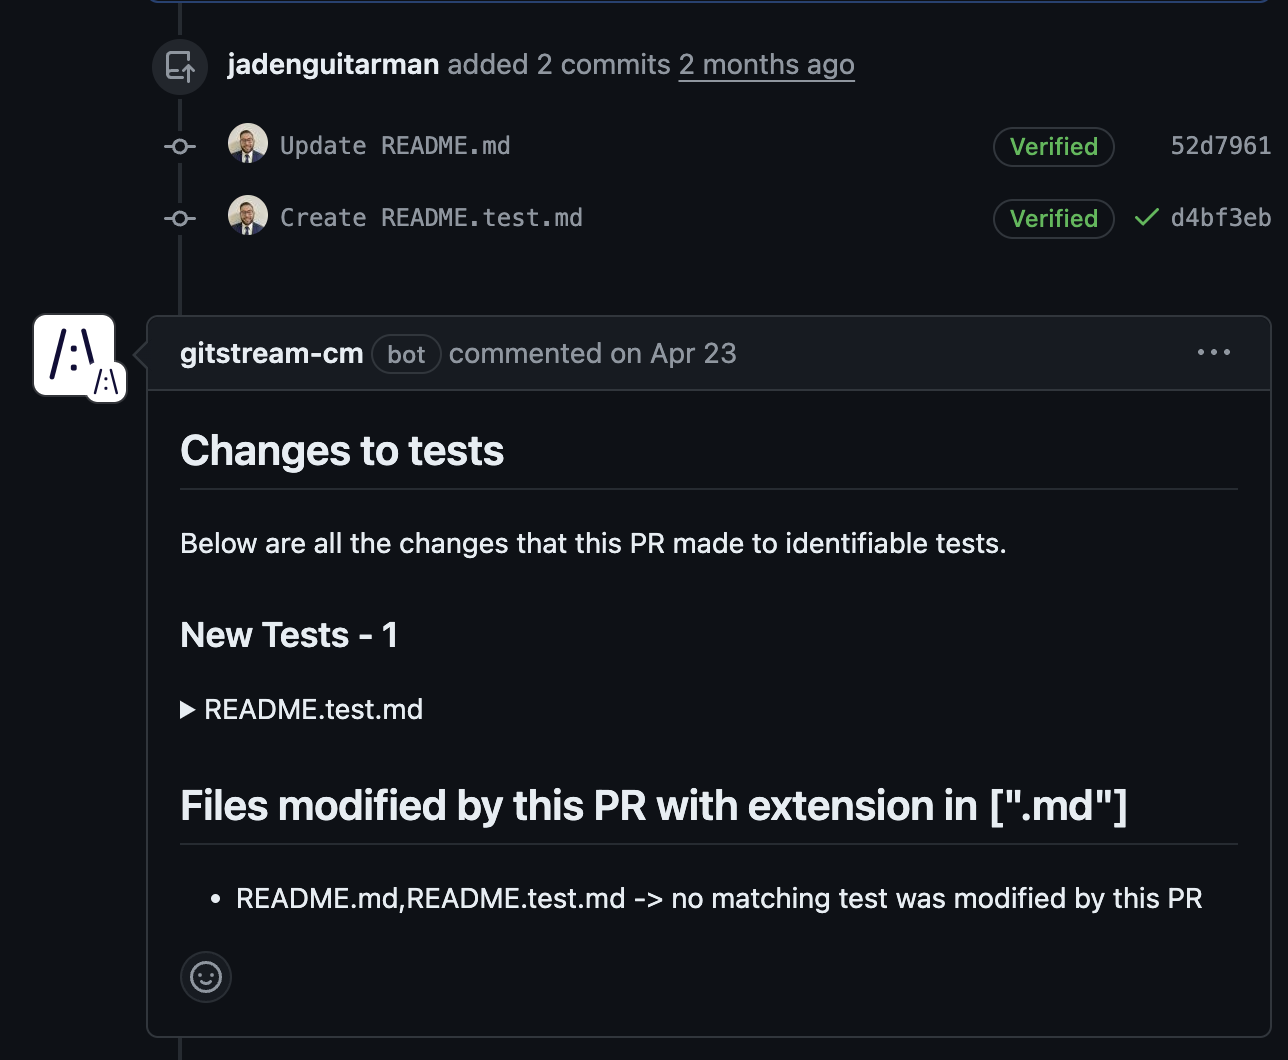 jadenguitarman added 2 commits 2 months ago
Update README.md Verified 52d7961
Create README.test.md Verified d4bf3eb
gitstream-cm bot commented on Apr 23
Changes to tests
Below are all the changes that this PR made to identifiable tests.
New Tests - 1
README.test.md
Files modified by this PR with extension in [".md"]
• README.md,README.test.md -> no matching test was modified by this PR